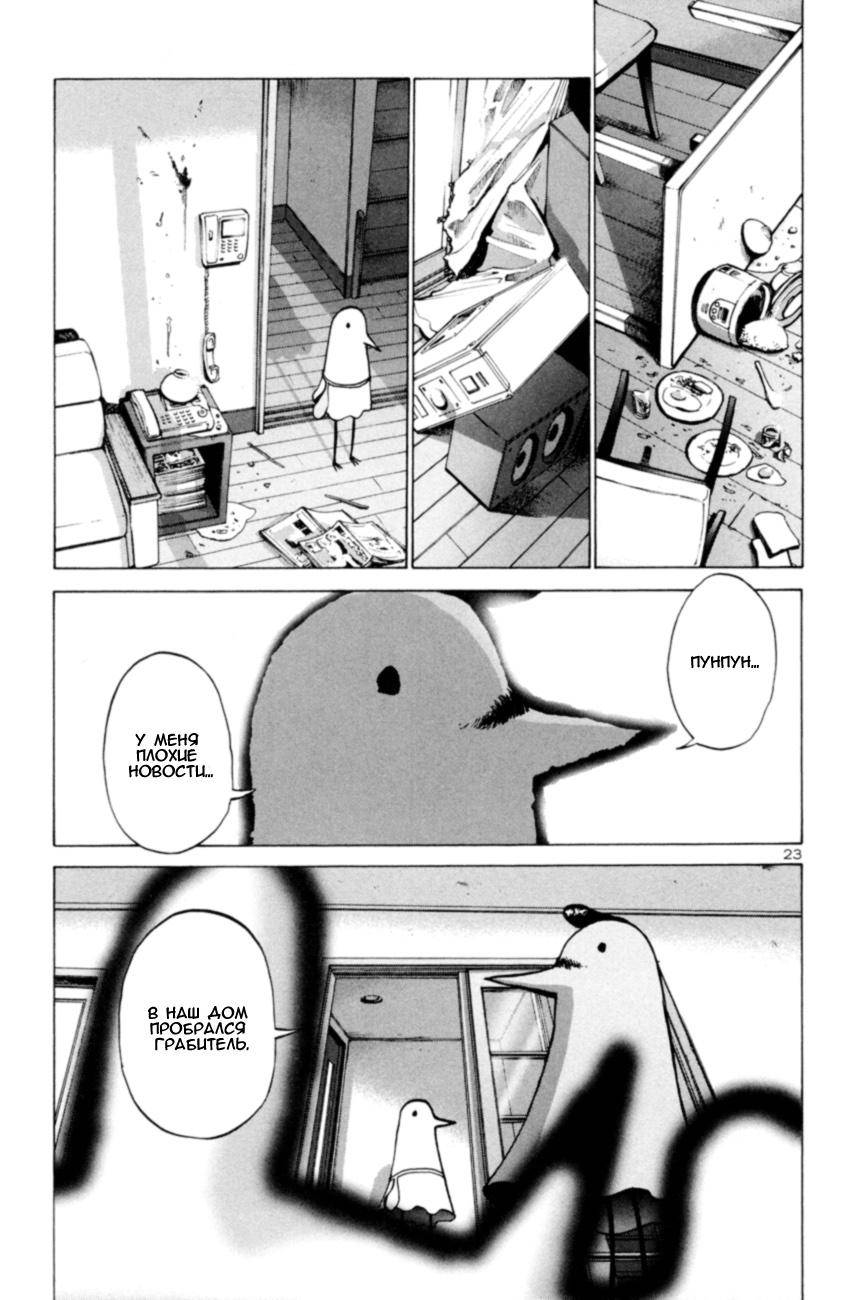 ПУНПУН...
У МЕНЯ
ПЛОХИЕ
НОВОСТИ...
23
В НАШ ДОМ
ПРОБРАЛСЯ
ГРАБИТЕЛЬ.